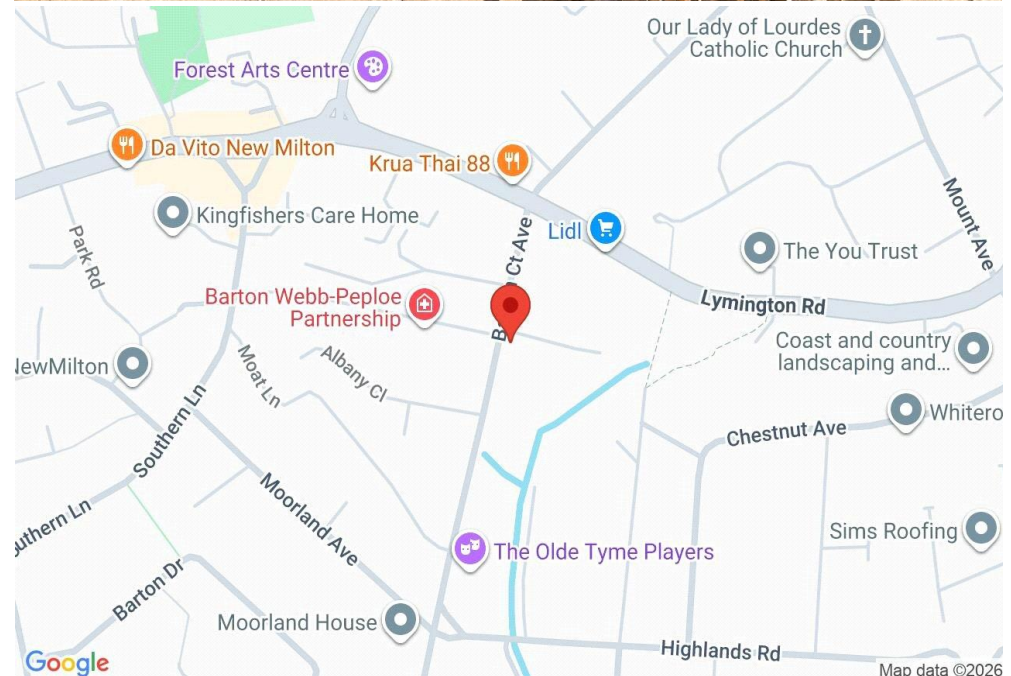 Our Lady of Lourdes
Catholic Church
Forest Arts Centre
Da Vito New Milton
Krua Thai 88
Kingfishers Care Home
Mount Ave
Park Rd
Ct Ave
Lidl
The You Trust
Barton Webb-Peploe
Partnership
Lymington Rd
Coast and country
landscaping and...
NewMilton
Moat Ln
Albany Cl
Southern Ln
Chestnut Ave
Whitero
Moorland Ave
uthern Ln
Sims Roofing
The Olde Tyme Players
Barton Dr
Moorland House
Highlands Rd
Google
Map data ©2026